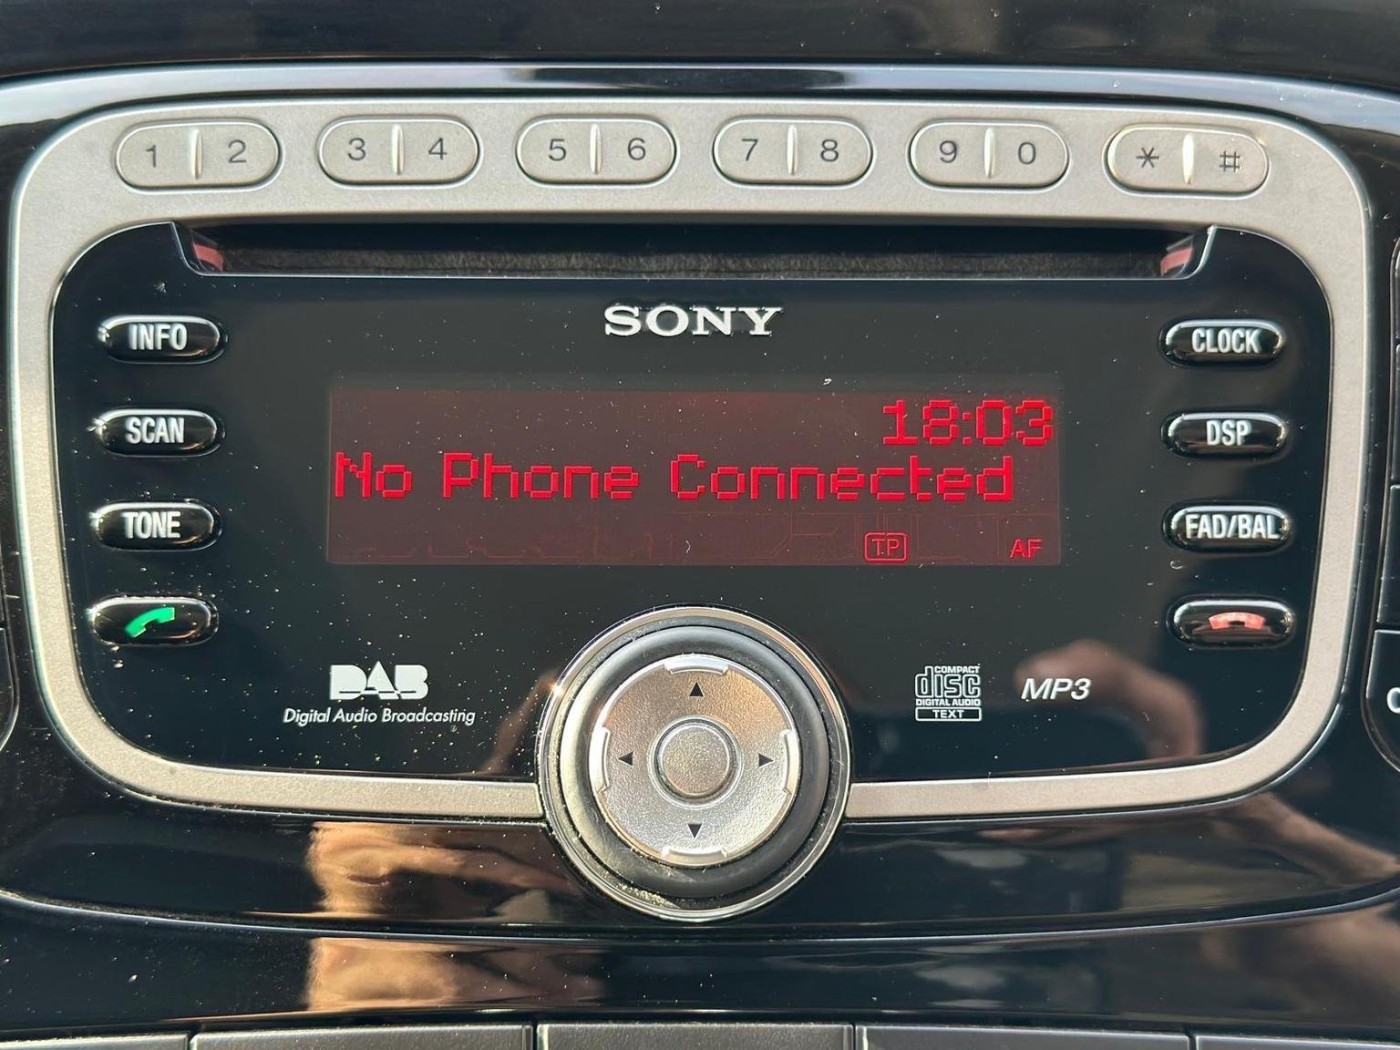 1 2 3 4 5 6 7 8 9 0 * #
SONY
INFO
CLOCK
SCAN
DSP
TONE
FAD/BAL
18:03
No Phone Connected
TP
AF
DAB
Digital Audio Broadcasting
COMPACT
disc
DIGITAL AUDIO
TEXT
MP3